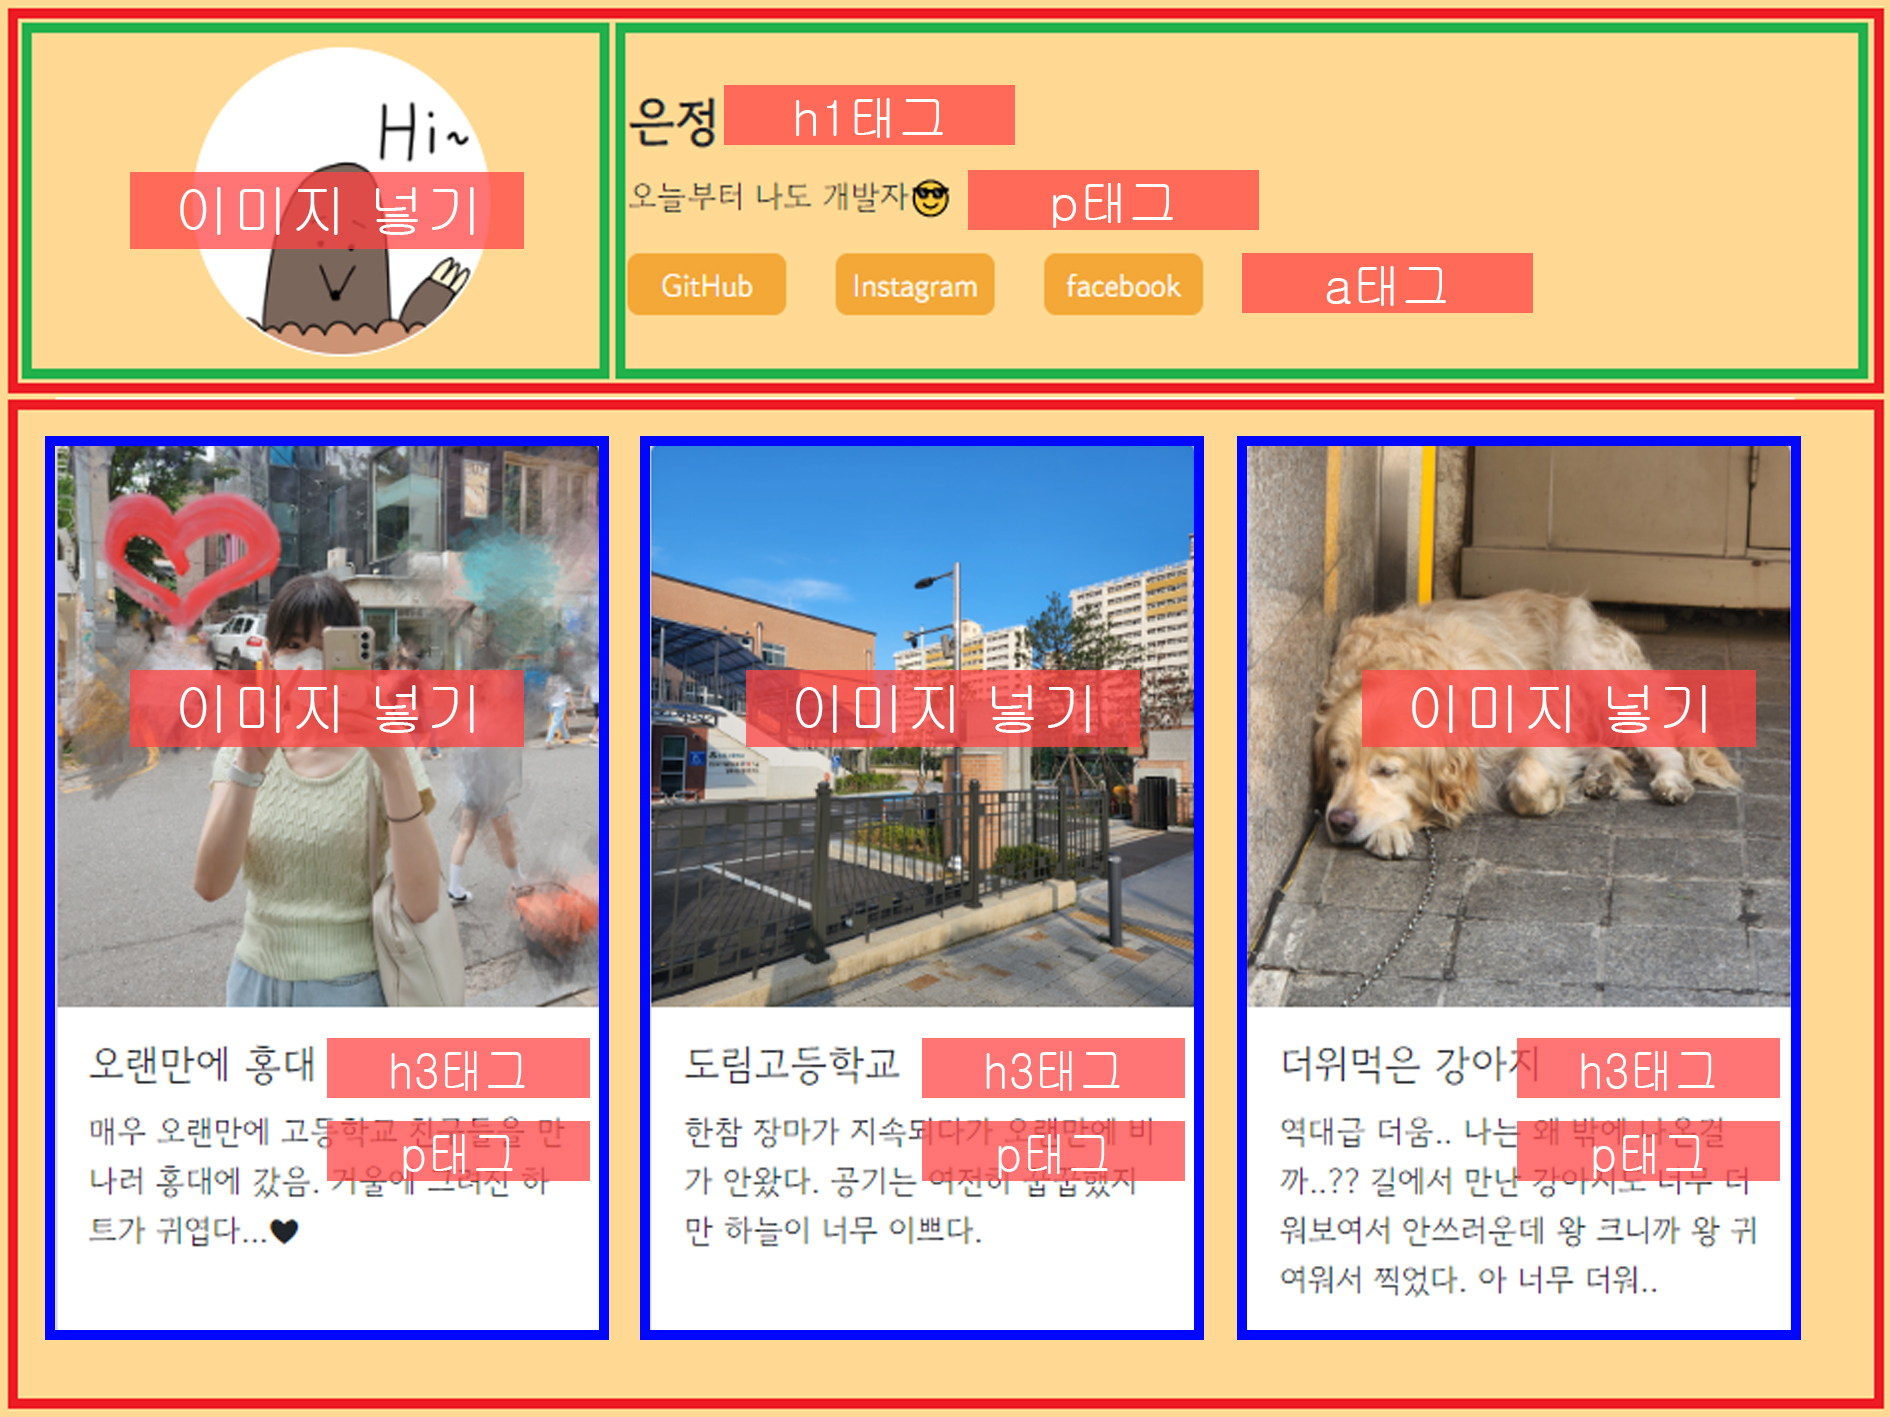 Hi~
이미지 넣기
은정 h1태그
오늘부터 나도 개발자😎 p태그
GitHub Instagram facebook a태그
이미지 넣기
이미지 넣기
이미지 넣기
오랜만에 홍대 h3태그
매우 오랜만에 고등학교 친구들을 만
p태그
나러 홍대에 갔음. 거울에 그려진 하
트가 귀엽다...🖤
도림고등학교 h3태그
한참 장마가 지속되다가 오랜만에 비
p태그
가 안왔다. 공기는 여전히 꿉꿉했지
만 하늘이 너무 이쁘다.
더위먹은 강아지 h3태그
역대급 더움.. 나는 왜 밖에 나온걸
p태그
까..?? 길에서 만난 강아지도 너무 더
워보여서 안쓰러운데 왕 크니까 왕 귀
여워서 찍었다. 아 너무 더워..